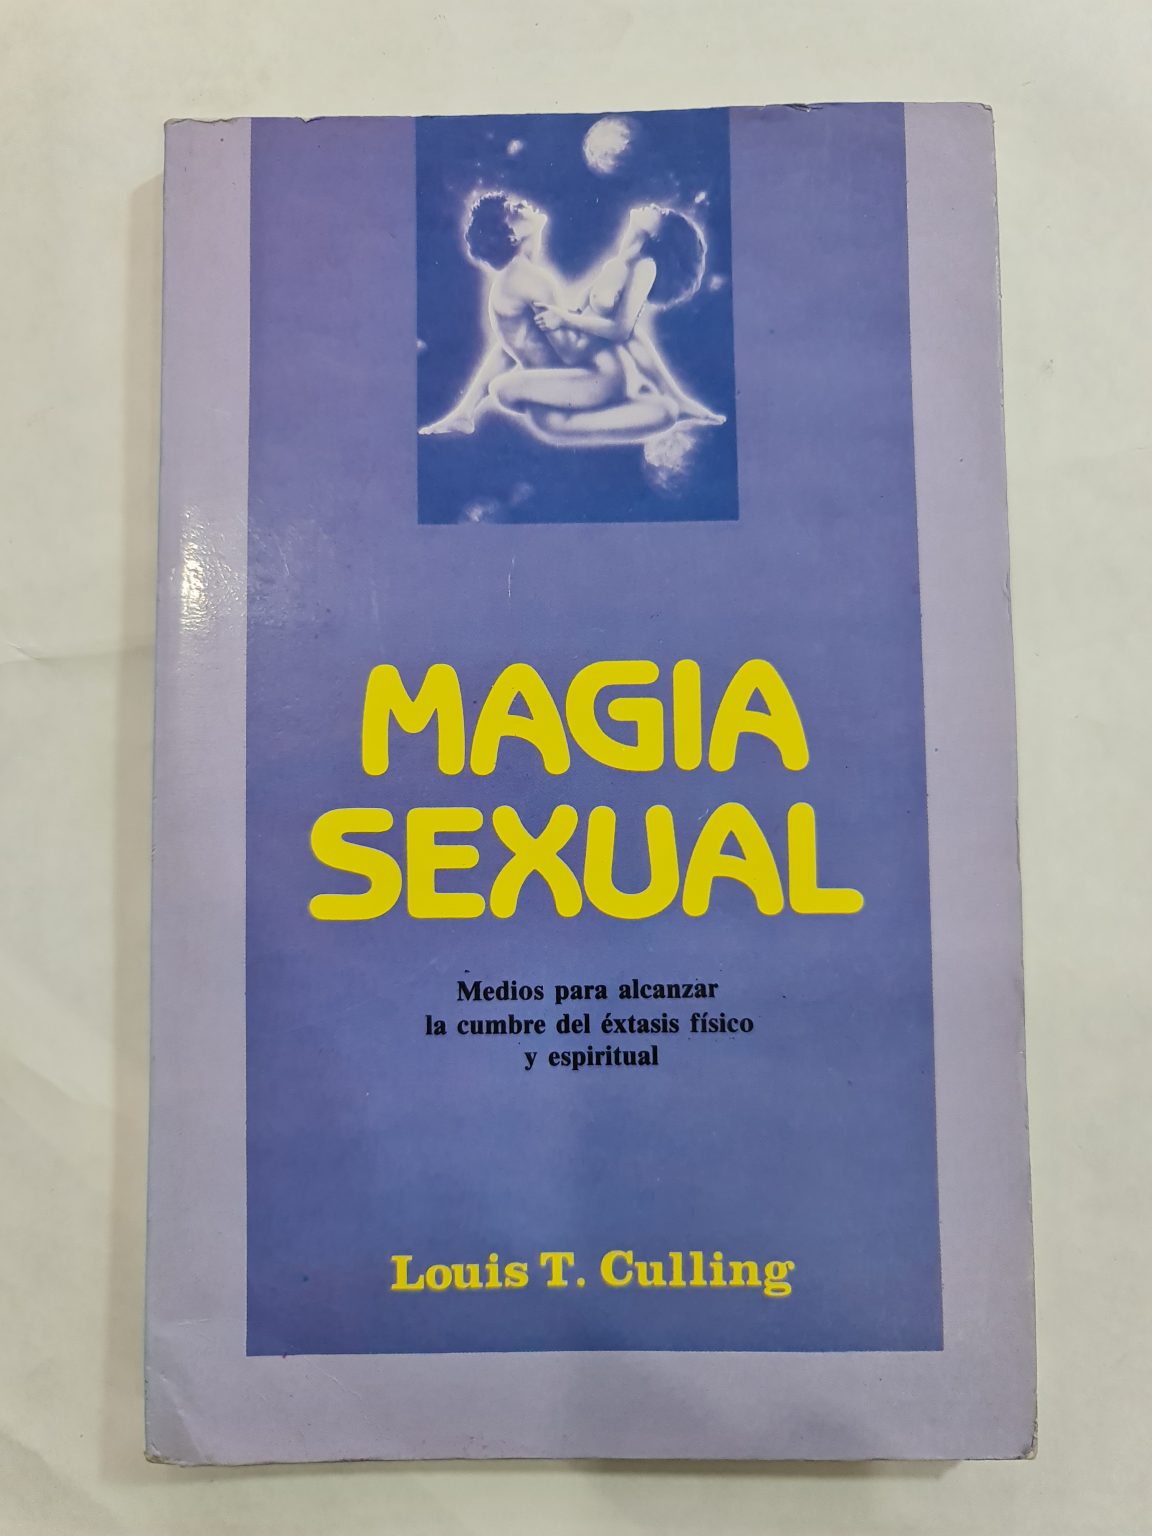 MAGIA
SEXUAL
Medios para alcanzar
la cumbre del éxtasis físico
y espiritual
Louis T. Culling